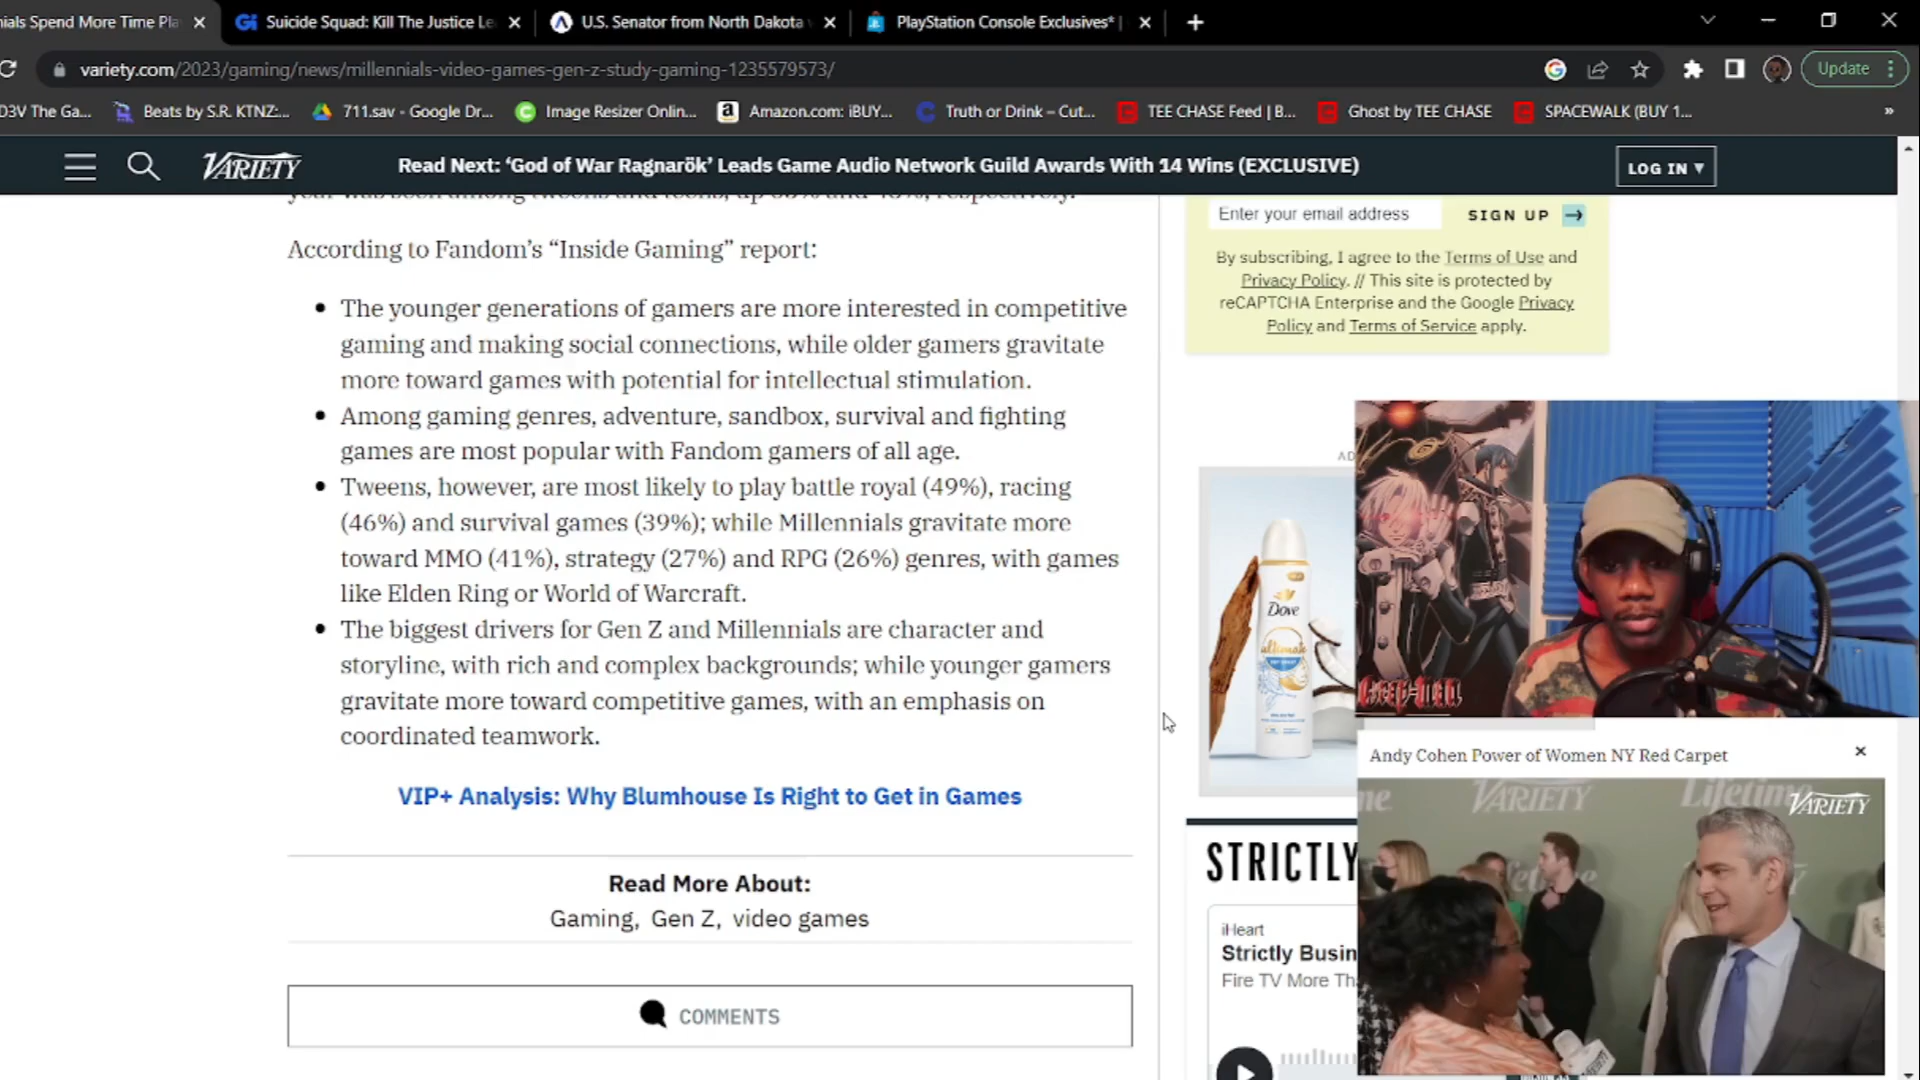 nials Spend More Time Pla
Suicide Squad: Kill The Justice Le
U.S. Senator from North Dakota
PlayStation Console Exclusives* |
variety.com/2023/gaming/news/millennials-video-games-gen-z-study-gaming-1235579573/
Update
D3V The Ga...
Beats by S.R. KTNZ:...
711.sav - Google Dr...
Image Resizer Onlin...
Amazon.com: iBUY...
Truth or Drink – Cut...
TEE CHASE Feed | B...
Ghost by TEE CHASE
SPACEWALK (BUY 1...
»
VARIETY
Read Next: ‘God of War Ragnarök’ Leads Game Audio Network Guild Awards With 14 Wins (EXCLUSIVE)
LOG IN ▾
According to Fandom’s “Inside Gaming” report:
The younger generations of gamers are more interested in competitive
gaming and making social connections, while older gamers gravitate
more toward games with potential for intellectual stimulation.
Among gaming genres, adventure, sandbox, survival and fighting
games are most popular with Fandom gamers of all age.
Tweens, however, are most likely to play battle royal (49%), racing
(46%) and survival games (39%); while Millennials gravitate more
toward MMO (41%), strategy (27%) and RPG (26%) genres, with games
like Elden Ring or World of Warcraft.
The biggest drivers for Gen Z and Millennials are character and
storyline, with rich and complex backgrounds; while younger gamers
gravitate more toward competitive games, with an emphasis on
coordinated teamwork.
VIP+ Analysis: Why Blumhouse Is Right to Get in Games
Read More About:
Gaming, Gen Z, video games
COMMENTS
Enter your email address
SIGN UP →
By subscribing, I agree to the Terms of Use and
Privacy Policy. // This site is protected by
reCAPTCHA Enterprise and the Google Privacy
Policy and Terms of Service apply.
AD
Dove
ultimate
STRICTLY
iHeart
Strictly Busin
Fire TV More Th
Andy Cohen Power of Women NY Red Carpet
VARIETY
Lifetime
VARIETY